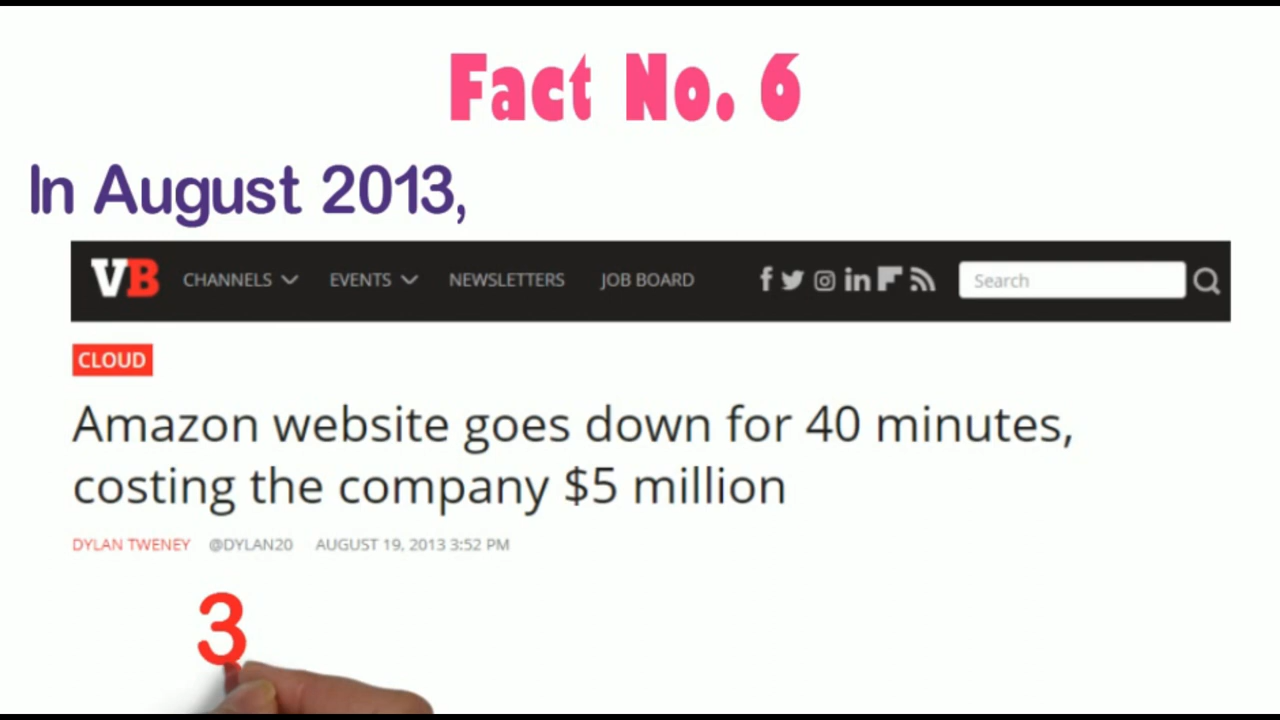 Fact No. 6
In August 2013,
VB CHANNELS EVENTS NEWSLETTERS JOB BOARD Search
CLOUD
Amazon website goes down for 40 minutes,
costing the company $5 million
DYLAN TWENEY @DYLAN20 AUGUST 19, 2013 3:52 PM
3